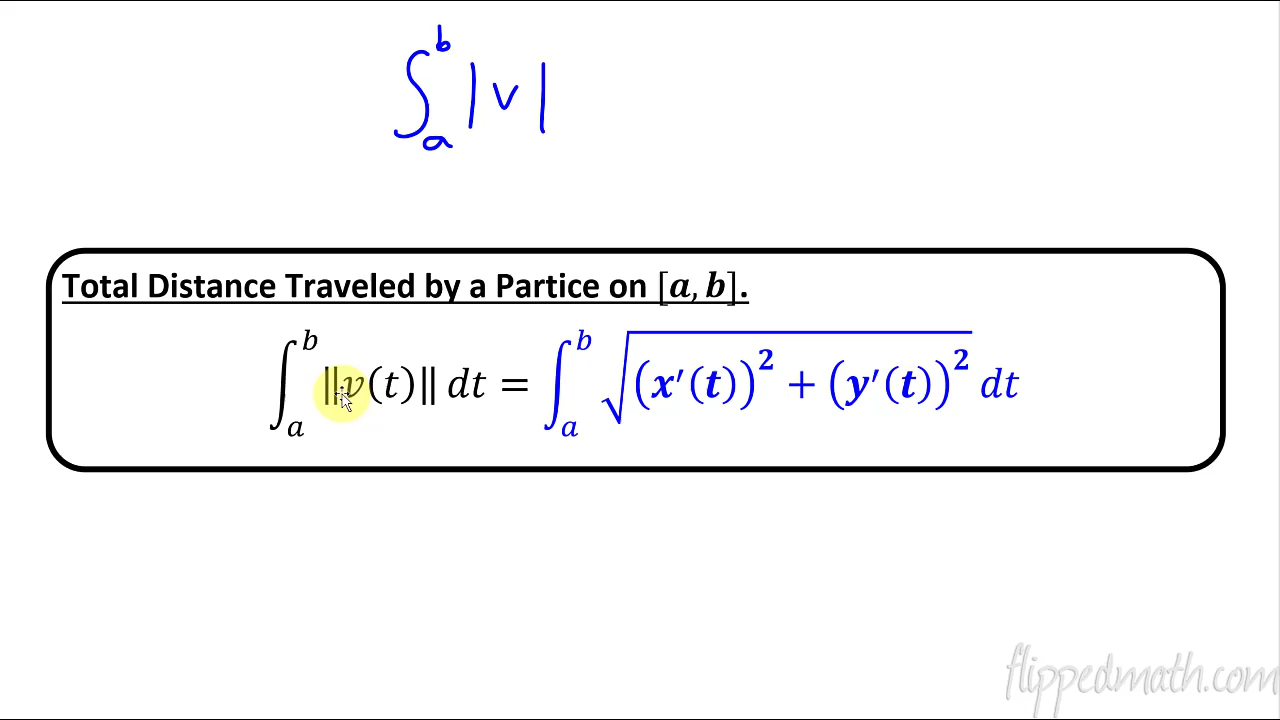 ∫_a^b |v|
Total Distance Traveled by a Partice on [a, b].
∫_a^b ‖v(t)‖ dt = ∫_a^b √((x′(t))² + (y′(t))²) dt
flippedmath.com